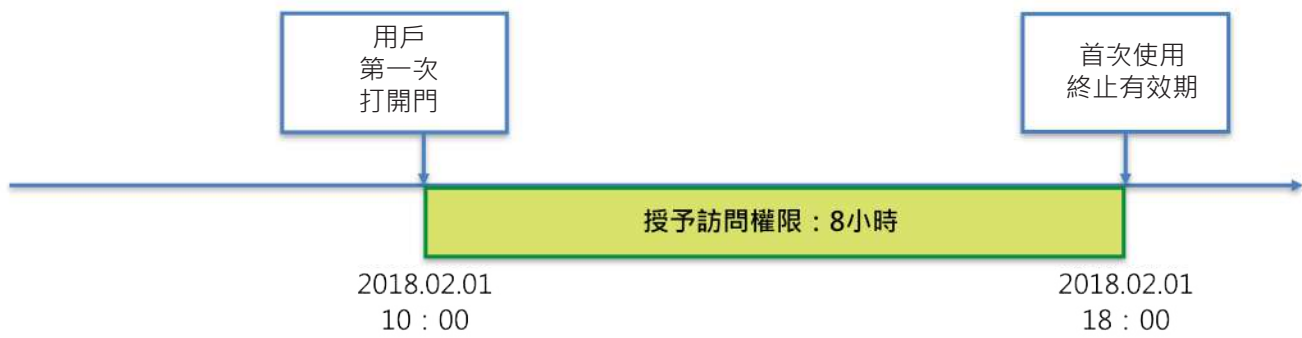 用戶
第一次
打開門
首次使用
終止有效期
授予訪問權限：8小時
2018.02.01
10：00
2018.02.01
18：00